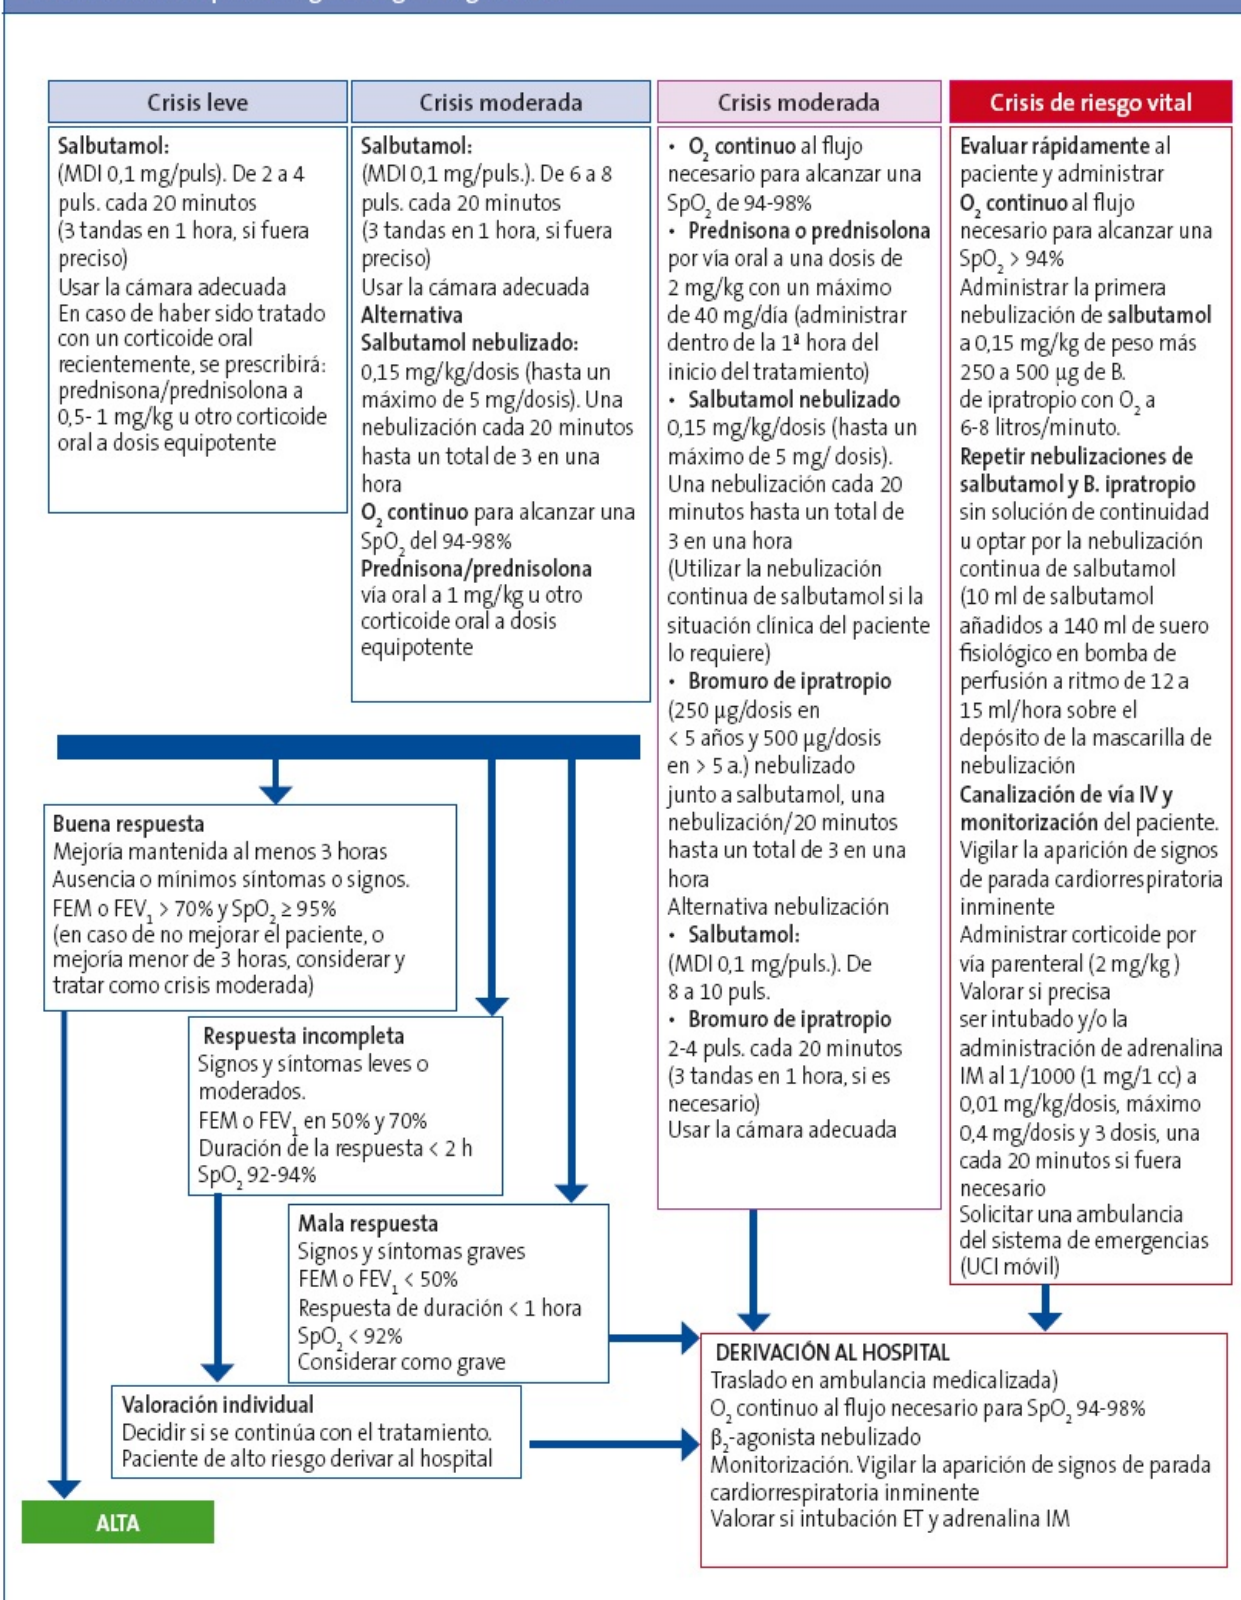 Crisis leve
Salbutamol:
(MDI 0,1 mg/puls). De 2 a 4
puls. cada 20 minutos
(3 tandas en 1 hora, si fuera
preciso)
Usar la cámara adecuada
En caso de haber sido tratado
con un corticoide oral
recientemente, se prescribirá:
prednisona/prednisolona a
0,5- 1 mg/kg u otro corticoide
oral a dosis equipotente
Crisis moderada
Salbutamol:
(MDI 0,1 mg/puls.). De 6 a 8
puls. cada 20 minutos
(3 tandas en 1 hora, si fuera
preciso)
Usar la cámara adecuada
Alternativa
Salbutamol nebulizado:
0,15 mg/kg/dosis (hasta un
máximo de 5 mg/dosis). Una
nebulización cada 20 minutos
hasta un total de 3 en una
hora
O₂ continuo para alcanzar una
SpO₂ del 94-98%
Prednisona/prednisolona
vía oral a 1 mg/kg u otro
corticoide oral a dosis
equipotente
Crisis moderada
• O₂ continuo al flujo
necesario para alcanzar una
SpO₂ de 94-98%
• Prednisona o prednisolona
por vía oral a una dosis de
2 mg/kg con un máximo
de 40 mg/día (administrar
dentro de la 1ª hora del
inicio del tratamiento)
• Salbutamol nebulizado
0,15 mg/kg/dosis (hasta un
máximo de 5 mg/ dosis).
Una nebulización cada 20
minutos hasta un total de
3 en una hora
(Utilizar la nebulización
continua de salbutamol si la
situación clínica del paciente
lo requiere)
• Bromuro de ipratropio
(250 µg/dosis en
< 5 años y 500 µg/dosis
en > 5 a.) nebulizado
junto a salbutamol, una
nebulización/20 minutos
hasta un total de 3 en una
hora
Alternativa nebulización
• Salbutamol:
(MDI 0,1 mg/puls.). De
8 a 10 puls.
• Bromuro de ipratropio
2-4 puls. cada 20 minutos
(3 tandas en 1 hora, si es
necesario)
Usar la cámara adecuada
Crisis de riesgo vital
Evaluar rápidamente al
paciente y administrar
O₂ continuo al flujo
necesario para alcanzar una
SpO₂ > 94%
Administrar la primera
nebulización de salbutamol
a 0,15 mg/kg de peso más
250 a 500 µg de B.
de ipratropio con O₂ a
6-8 litros/minuto.
Repetir nebulizaciones de
salbutamol y B. ipratropio
sin solución de continuidad
u optar por la nebulización
continua de salbutamol
(10 ml de salbutamol
añadidos a 140 ml de suero
fisiológico en bomba de
perfusión a ritmo de 12 a
15 ml/hora sobre el
depósito de la mascarilla de
nebulización
Canalización de vía IV y
monitorización del paciente.
Vigilar la aparición de signos
de parada cardiorrespiratoria
inminente
Administrar corticoide por
vía parenteral (2 mg/kg )
Valorar si precisa
ser intubado y/o la
administración de adrenalina
IM al 1/1000 (1 mg/1 cc) a
0,01 mg/kg/dosis, máximo
0,4 mg/dosis y 3 dosis, una
cada 20 minutos si fuera
necesario
Solicitar una ambulancia
del sistema de emergencias
(UCI móvil)
Buena respuesta
Mejoría mantenida al menos 3 horas
Ausencia o mínimos síntomas o signos.
FEM o FEV₁ > 70% y SpO₂ ≥ 95%
(en caso de no mejorar el paciente, o
mejoría menor de 3 horas, considerar y
tratar como crisis moderada)
Respuesta incompleta
Signos y síntomas leves o
moderados.
FEM o FEV₁ en 50% y 70%
Duración de la respuesta < 2 h
SpO₂ 92-94%
Mala respuesta
Signos y síntomas graves
FEM o FEV₁ < 50%
Respuesta de duración < 1 hora
SpO₂ < 92%
Considerar como grave
Valoración individual
Decidir si se continúa con el tratamiento.
Paciente de alto riesgo derivar al hospital
ALTA
DERIVACIÓN AL HOSPITAL
Traslado en ambulancia medicalizada)
O₂ continuo al flujo necesario para SpO₂ 94-98%
β₂-agonista nebulizado
Monitorización. Vigilar la aparición de signos de parada
cardiorrespiratoria inminente
Valorar si intubación ET y adrenalina IM